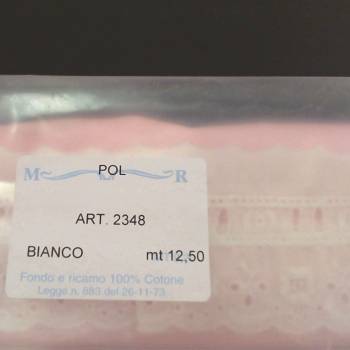 POL
M R
ART. 2348
BIANCO mt 12,50
Fondo e ricamo 100% Cotone
Legge n. 883 del 26-11-73